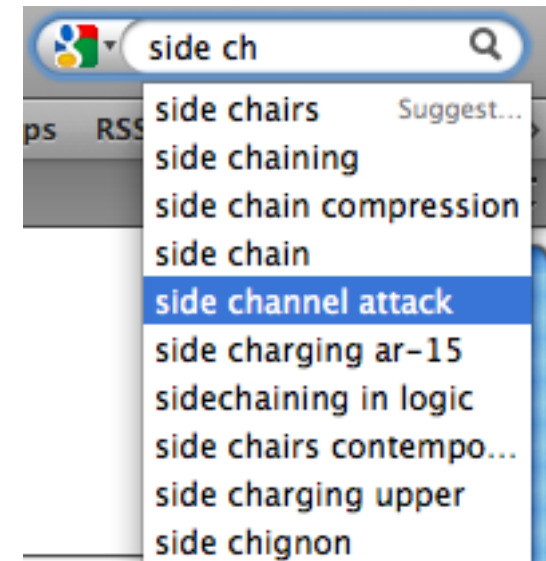 side ch
side chairs Suggest...
ps RSS
side chaining
side chain compression
side chain
side channel attack
side charging ar-15
sidechaining in logic
side chairs contempo...
side charging upper
side chignon